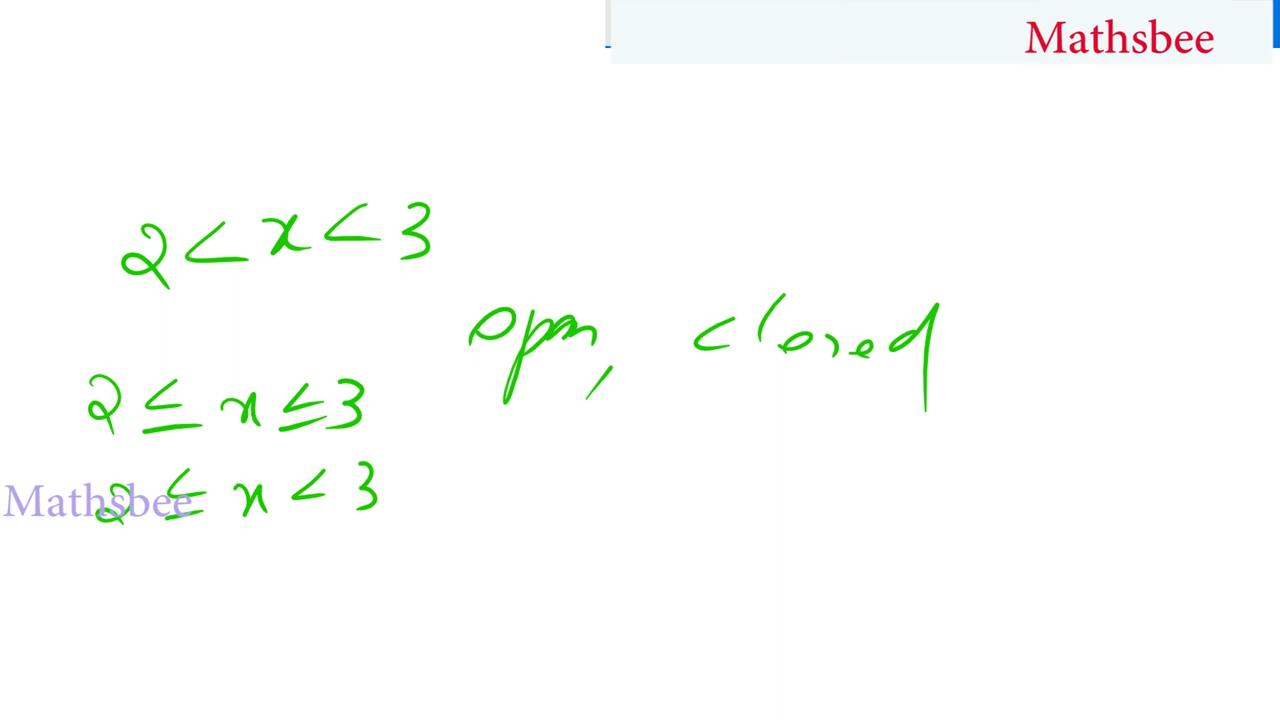 Mathsbee
2 < x < 3
open, closed
2 ≤ x ≤ 3
2 ≤ x < 3
Mathsbee